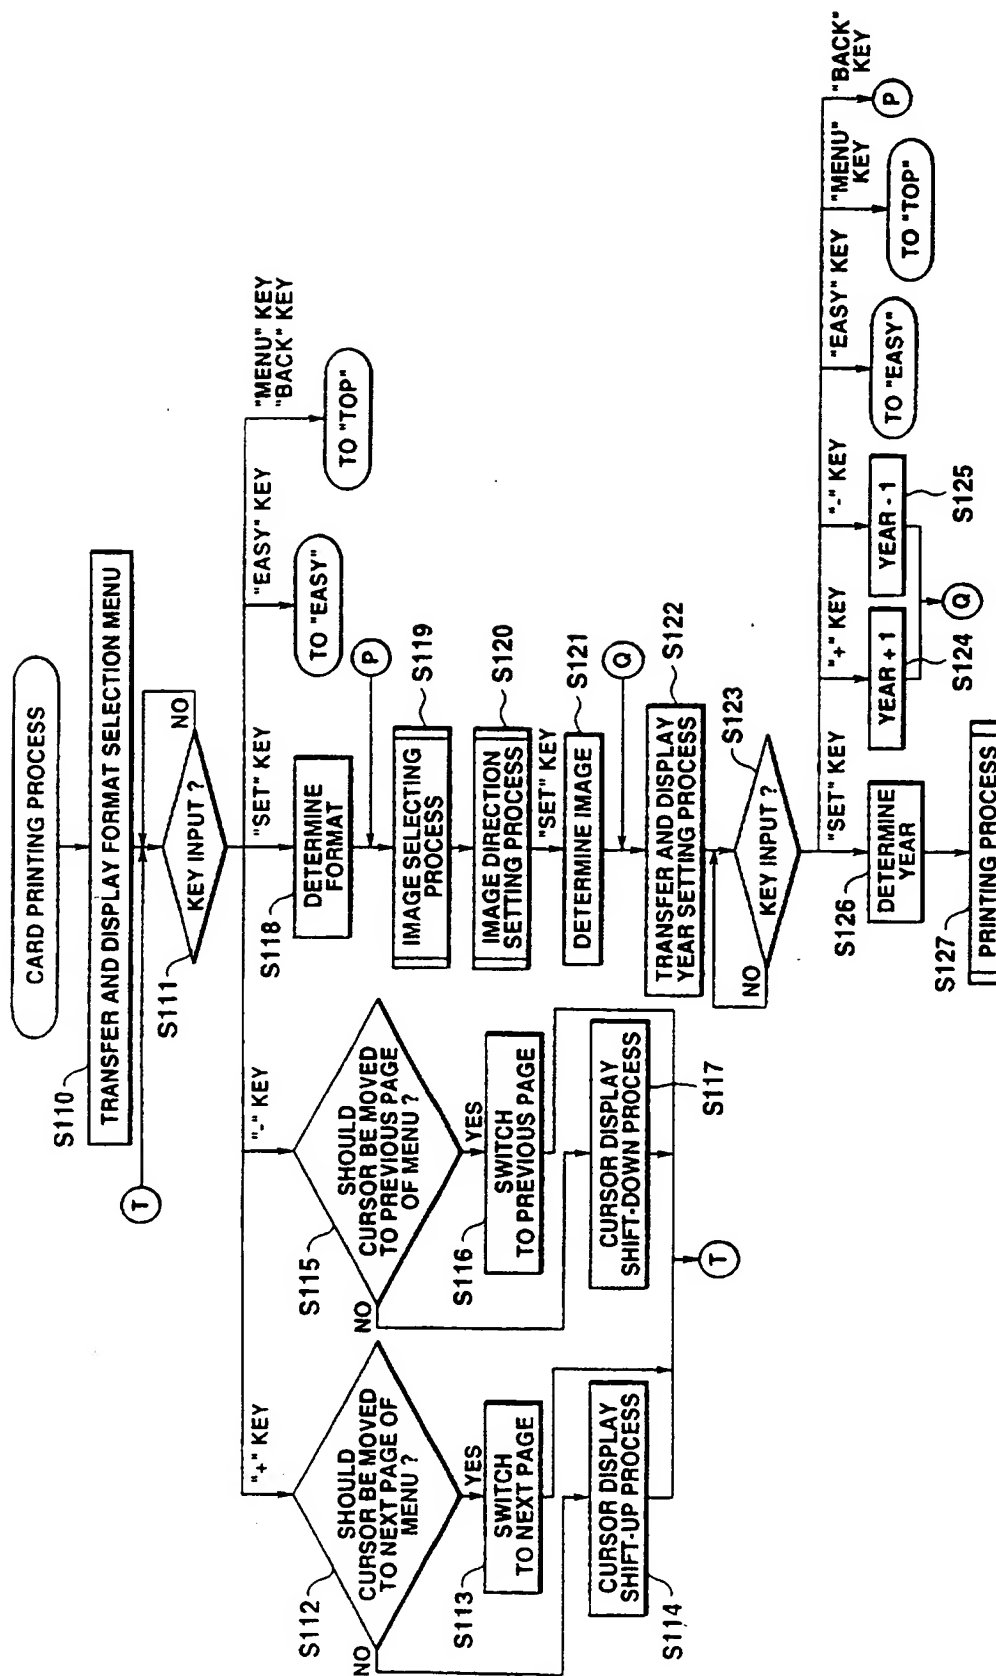 CARD PRINTING PROCESS
S110
TRANSFER AND DISPLAY FORMAT SELECTION MENU
T
S111
KEY INPUT ?
NO
"+" KEY
"-" KEY
"SET" KEY
"EASY" KEY
"MENU" KEY
"BACK" KEY
S112
SHOULD
CURSOR BE MOVED
TO NEXT PAGE OF
MENU ?
NO
YES
S113
SWITCH
TO NEXT PAGE
S114
CURSOR DISPLAY
SHIFT-UP PROCESS
S115
SHOULD
CURSOR BE MOVED
TO PREVIOUS PAGE
OF MENU ?
NO
YES
S116
SWITCH
TO PREVIOUS PAGE
CURSOR DISPLAY
SHIFT-DOWN PROCESS
S117
T
S118
DETERMINE
FORMAT
TO "EASY"
TO "TOP"
P
IMAGE SELECTING
PROCESS
S119
IMAGE DIRECTION
SETTING PROCESS
S120
"SET" KEY
DETERMINE IMAGE
S121
Q
TRANSFER AND DISPLAY
YEAR SETTING PROCESS
S122
KEY INPUT ?
S123
NO
"SET" KEY
"+" KEY
"-" KEY
"EASY" KEY
"MENU"
KEY
"BACK"
KEY
S126
DETERMINE
YEAR
YEAR + 1
S124
YEAR - 1
S125
TO "EASY"
TO "TOP"
P
Q
S127
PRINTING PROCESS